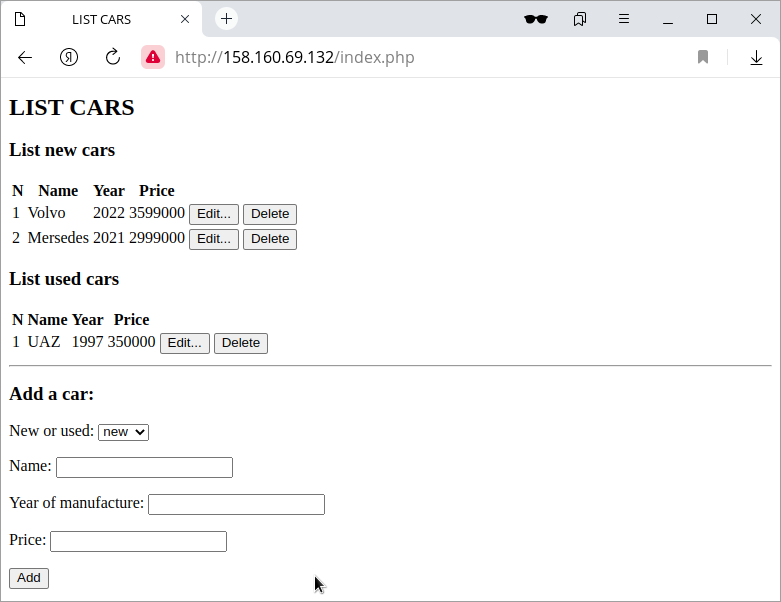 LIST CARS
http://158.160.69.132/index.php
LIST CARS
List new cars
N Name Year Price
1 Volvo 2022 3599000 Edit... Delete
2 Mersedes 2021 2999000 Edit... Delete
List used cars
N Name Year Price
1 UAZ 1997 350000 Edit... Delete
Add a car:
New or used: new
Name:
Year of manufacture:
Price:
Add